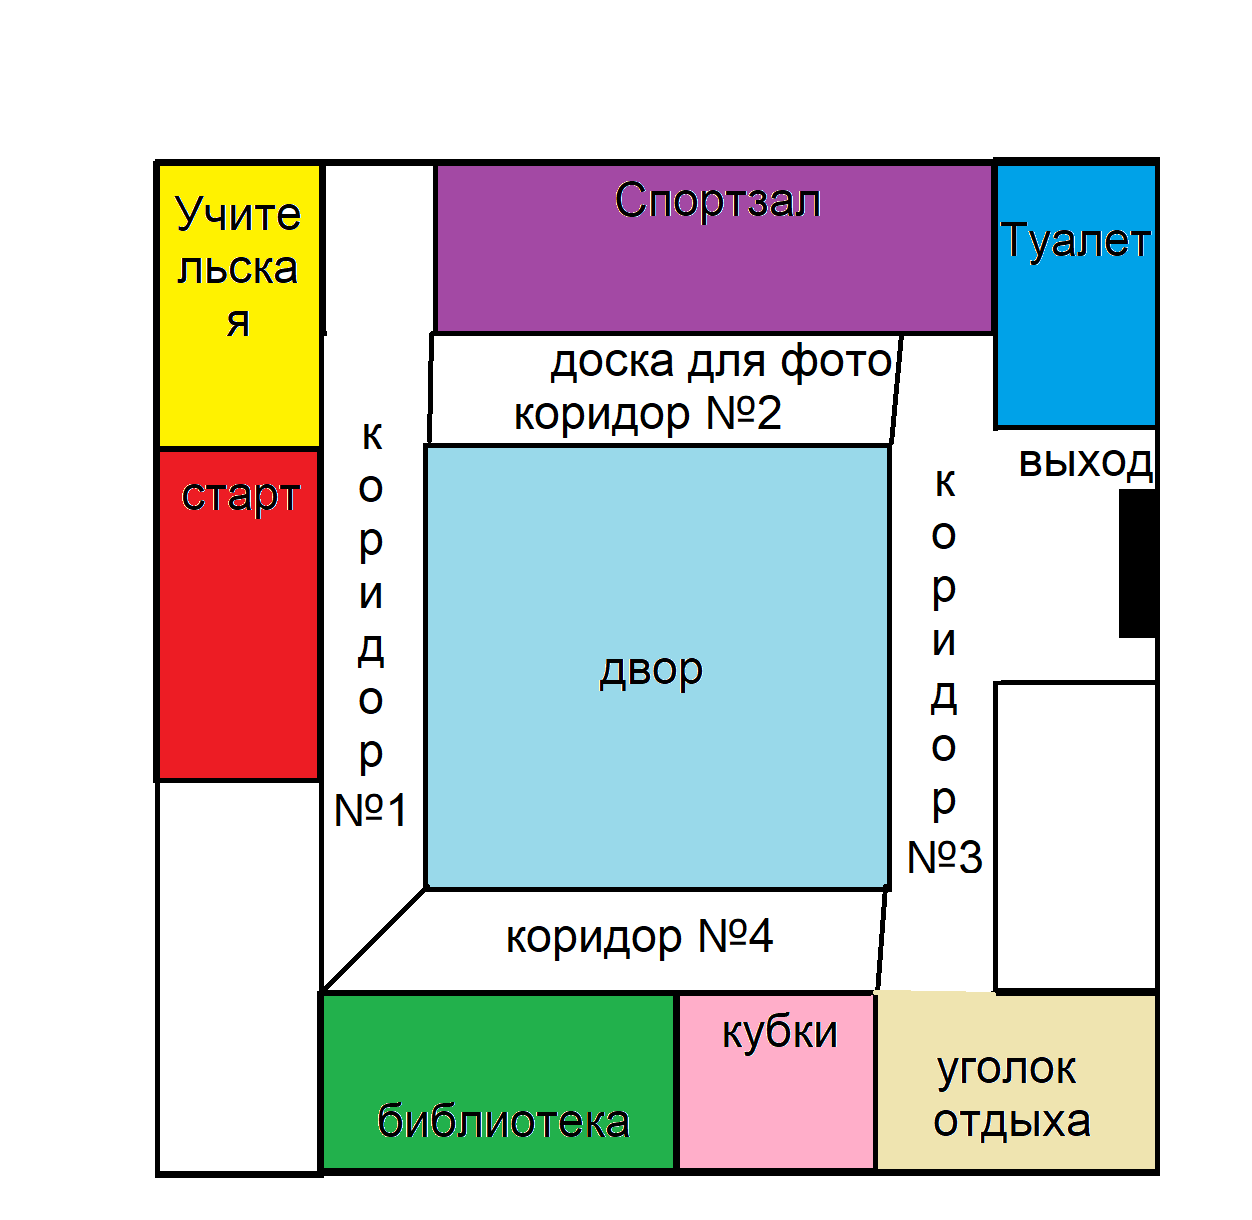 Учите
льска
я
Спортзал
Туалет
доска для фото
коридор №2
выход
старт
к
о
р
и
д
о
р
№1
двор
к
о
р
и
д
о
р
№3
коридор №4
библиотека
кубки
уголок
отдыха